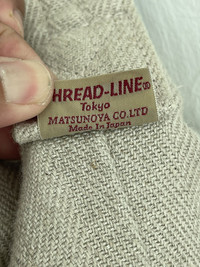 HREAD-LINE®
Tokyo
MATSUNOYA CO.LTD
Made in Japan